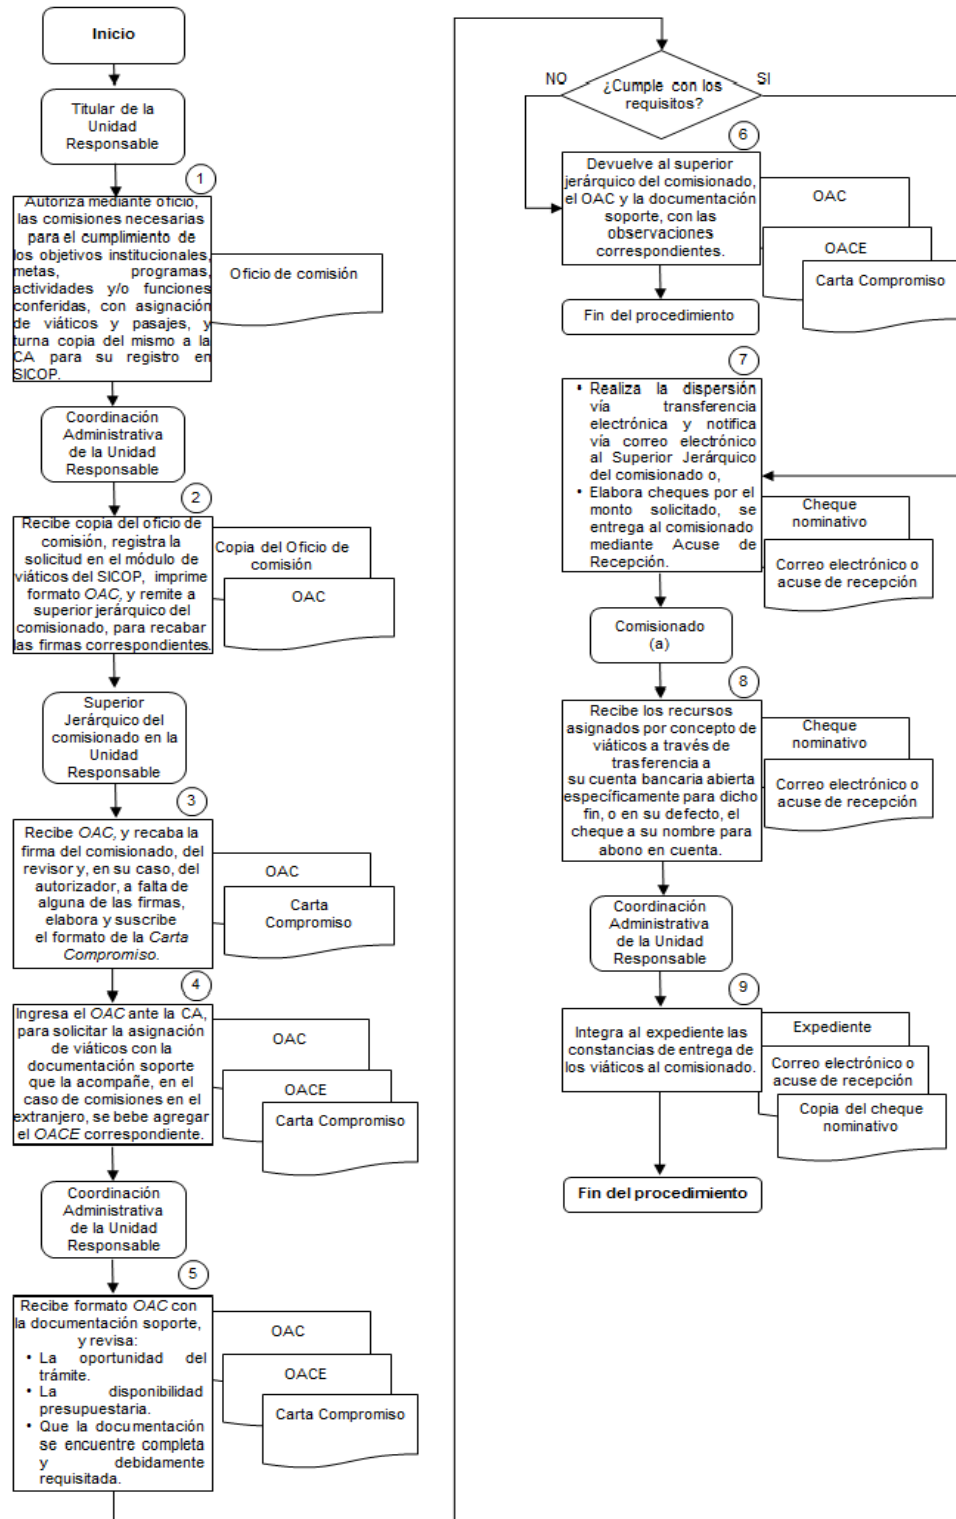 Inicio
Titular de la
Unidad
Responsable
1
Autoriza mediante oficio,
las comisiones necesarias
para el cumplimiento de
los objetivos institucionales,
metas, programas,
actividades y/o funciones
conferidas, con asignación
de viáticos y pasajes, y
turna copia del mismo a la
CA para su registro en
SICOP.
Oficio de comisión
Coordinación
Administrativa
de la Unidad
Responsable
2
Recibe copia del oficio de
comisión, registra la
solicitud en el módulo de
viáticos del SICOP, imprime
formato OAC, y remite a
superior jerárquico del
comisionado, para recabar
las firmas correspondientes.
Copia del Oficio de
comisión
OAC
Superior
Jerárquico del
comisionado en la
Unidad
Responsable
3
Recibe OAC, y recaba la
firma del comisionado, del
revisor y, en su caso, del
autorizador, a falta de
alguna de las firmas,
elabora y suscribe
el formato de la Carta
Compromiso.
OAC
Carta
Compromiso
4
Ingresa el OAC ante la CA,
para solicitar la asignación
de viáticos con la
documentación soporte
que la acompañe, en el
caso de comisiones en el
extranjero, se bebe agregar
el OACE correspondiente.
OAC
OACE
Carta Compromiso
Coordinación
Administrativa
de la Unidad
Responsable
5
Recibe formato OAC con
la documentación soporte,
y revisa:
• La oportunidad del
trámite.
• La disponibilidad
presupuestaria.
• Que la documentación
se encuentre completa
y debidamente
requisitada.
OAC
OACE
Carta Compromiso
NO
¿Cumple con los
requisitos?
SI
6
Devuelve al superior
jerárquico del comisionado,
el OAC y la documentación
soporte, con las
observaciones
correspondientes.
OAC
OACE
Carta Compromiso
Fin del procedimiento
7
• Realiza la dispersión
vía transferencia
electrónica y notifica
vía correo electrónico
al Superior Jerárquico
del comisionado o,
• Elabora cheques por el
monto solicitado, se
entrega al comisionado
mediante Acuse de
Recepción.
Cheque
nominativo
Correo electrónico o
acuse de recepción
Comisionado
(a)
8
Recibe los recursos
asignados por concepto de
viáticos a través de
trasferencia a
su cuenta bancaria abierta
específicamente para dicho
fin, o en su defecto, el
cheque a su nombre para
abono en cuenta.
Cheque
nominativo
Correo electrónico o
acuse de recepción
Coordinación
Administrativa
de la Unidad
Responsable
9
Integra al expediente las
constancias de entrega de
los viáticos al comisionado.
Expediente
Correo electrónico o
acuse de recepción
Copia del cheque
nominativo
Fin del procedimiento